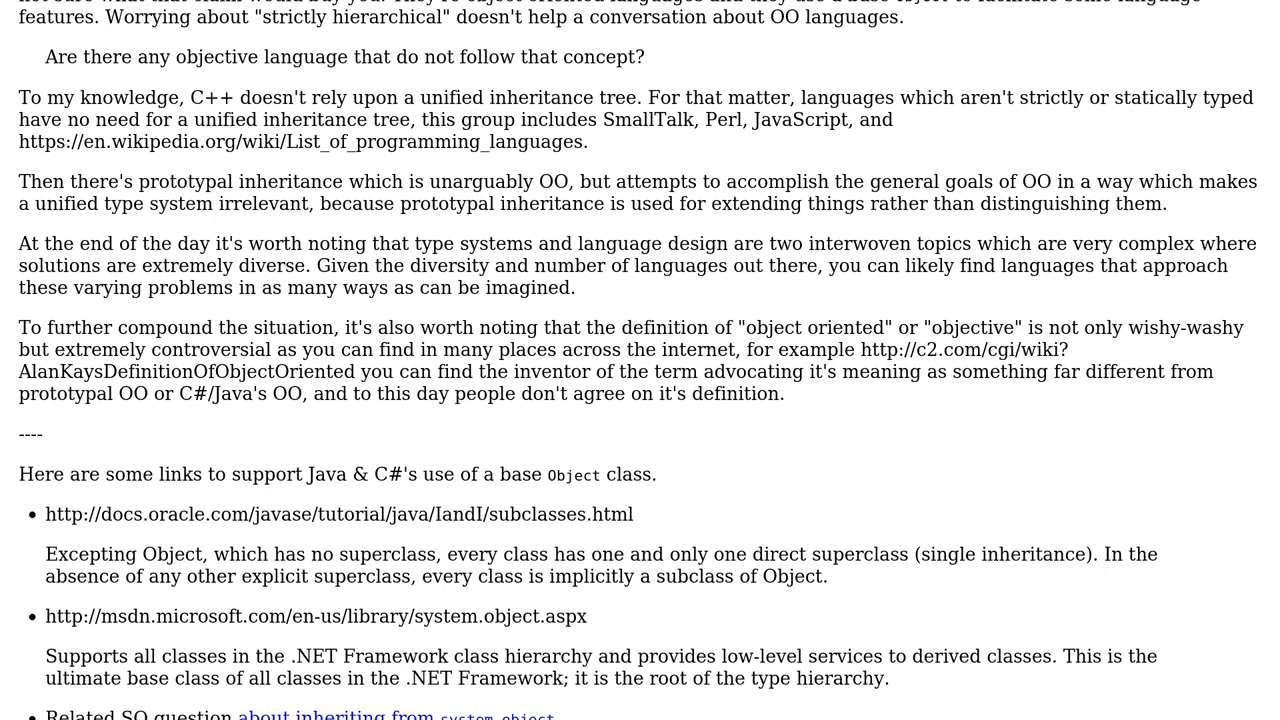 features. Worrying about "strictly hierarchical" doesn't help a conversation about OO languages.
Are there any objective language that do not follow that concept?
To my knowledge, C++ doesn't rely upon a unified inheritance tree. For that matter, languages which aren't strictly or statically typed
have no need for a unified inheritance tree, this group includes SmallTalk, Perl, JavaScript, and
https://en.wikipedia.org/wiki/List_of_programming_languages.
Then there's prototypal inheritance which is unarguably OO, but attempts to accomplish the general goals of OO in a way which makes
a unified type system irrelevant, because prototypal inheritance is used for extending things rather than distinguishing them.
At the end of the day it's worth noting that type systems and language design are two interwoven topics which are very complex where
solutions are extremely diverse. Given the diversity and number of languages out there, you can likely find languages that approach
these varying problems in as many ways as can be imagined.
To further compound the situation, it's also worth noting that the definition of "object oriented" or "objective" is not only wishy-washy
but extremely controversial as you can find in many places across the internet, for example http://c2.com/cgi/wiki?
AlanKaysDefinitionOfObjectOriented you can find the inventor of the term advocating it's meaning as something far different from
prototypal OO or C#/Java's OO, and to this day people don't agree on it's definition.
----
Here are some links to support Java & C#'s use of a base Object class.
• http://docs.oracle.com/javase/tutorial/java/IandI/subclasses.html
Excepting Object, which has no superclass, every class has one and only one direct superclass (single inheritance). In the
absence of any other explicit superclass, every class is implicitly a subclass of Object.
• http://msdn.microsoft.com/en-us/library/system.object.aspx
Supports all classes in the .NET Framework class hierarchy and provides low-level services to derived classes. This is the
ultimate base class of all classes in the .NET Framework; it is the root of the type hierarchy.
• Related SO question about inheriting from system.object